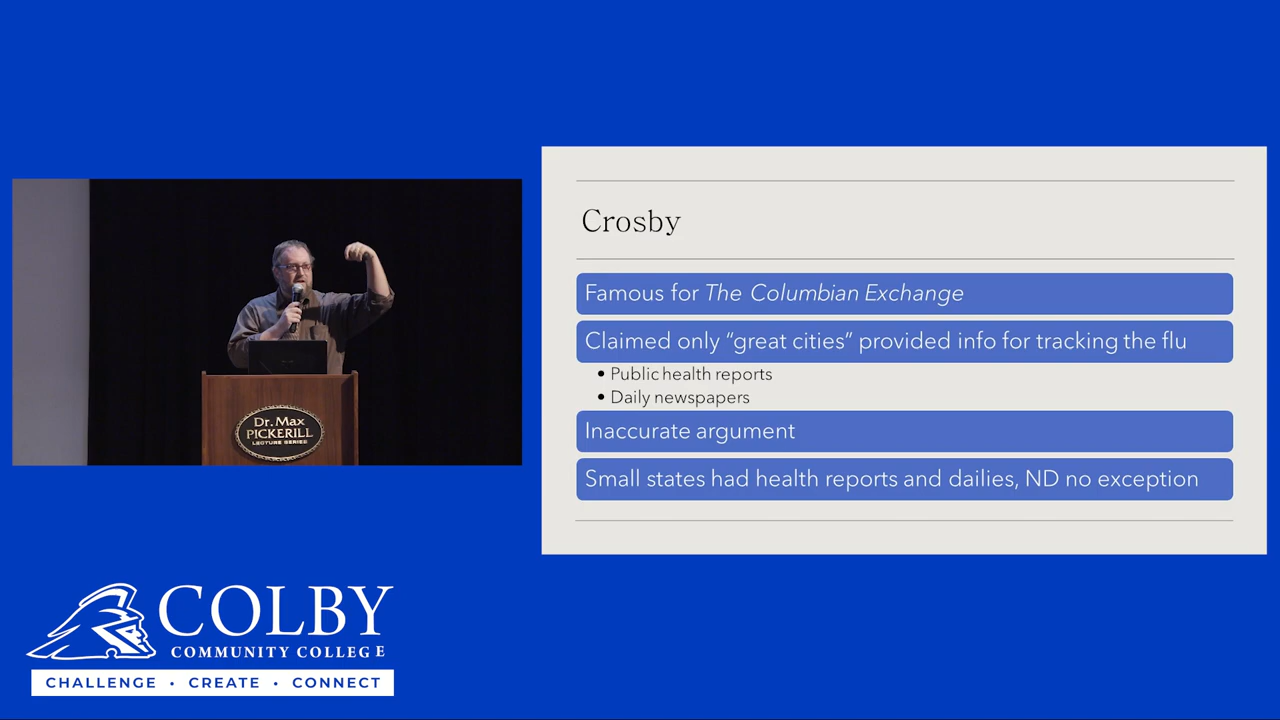 Crosby
Famous for The Columbian Exchange
Claimed only “great cities” provided info for tracking the flu
• Public health reports
• Daily newspapers
Inaccurate argument
Small states had health reports and dailies, ND no exception
Dr. Max
PICKERILL
LECTURE SERIES
COLBY
COMMUNITY COLLEGE
CHALLENGE • CREATE • CONNECT